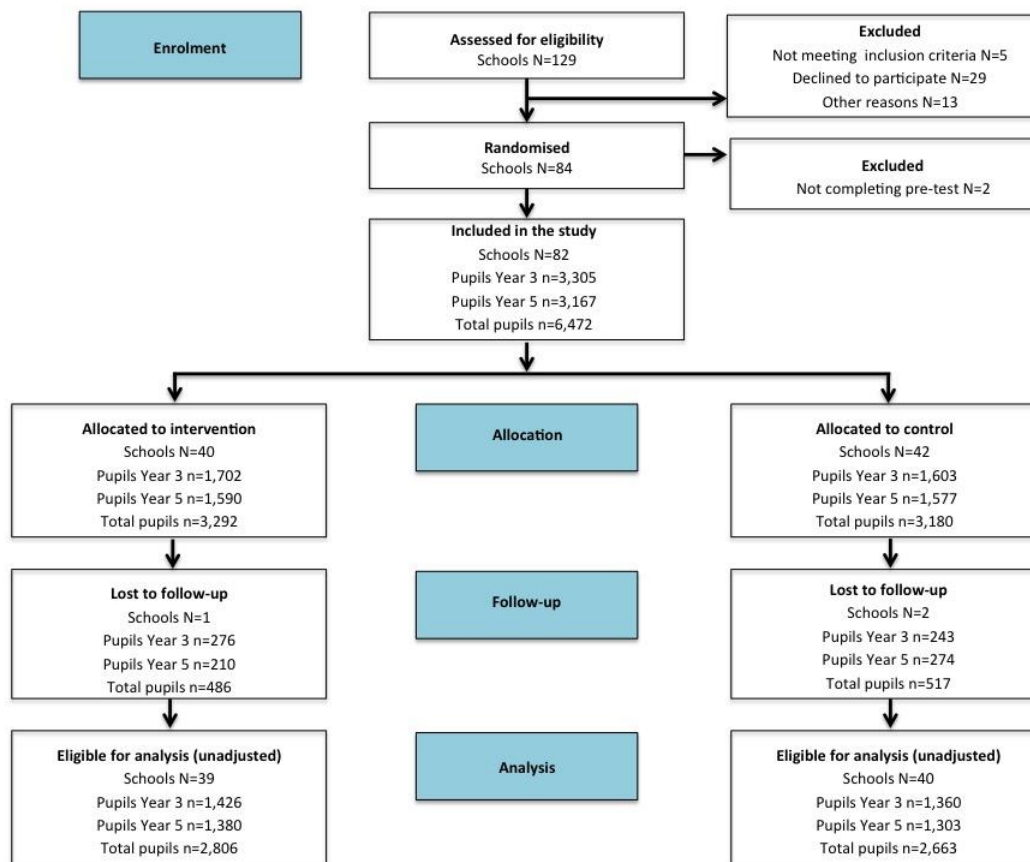 Enrolment
Assessed for eligibility
Schools N=129
Excluded
Not meeting inclusion criteria N=5
Declined to participate N=29
Other reasons N=13
Randomised
Schools N=84
Excluded
Not completing pre-test N=2
Included in the study
Schools N=82
Pupils Year 3 n=3,305
Pupils Year 5 n=3,167
Total pupils n=6,472
Allocated to intervention
Schools N=40
Pupils Year 3 n=1,702
Pupils Year 5 n=1,590
Total pupils n=3,292
Allocation
Allocated to control
Schools N=42
Pupils Year 3 n=1,603
Pupils Year 5 n=1,577
Total pupils n=3,180
Lost to follow-up
Schools N=1
Pupils Year 3 n=276
Pupils Year 5 n=210
Total pupils n=486
Follow-up
Lost to follow-up
Schools N=2
Pupils Year 3 n=243
Pupils Year 5 n=274
Total pupils n=517
Eligible for analysis (unadjusted)
Schools N=39
Pupils Year 3 n=1,426
Pupils Year 5 n=1,380
Total pupils n=2,806
Analysis
Eligible for analysis (unadjusted)
Schools N=40
Pupils Year 3 n=1,360
Pupils Year 5 n=1,303
Total pupils n=2,663